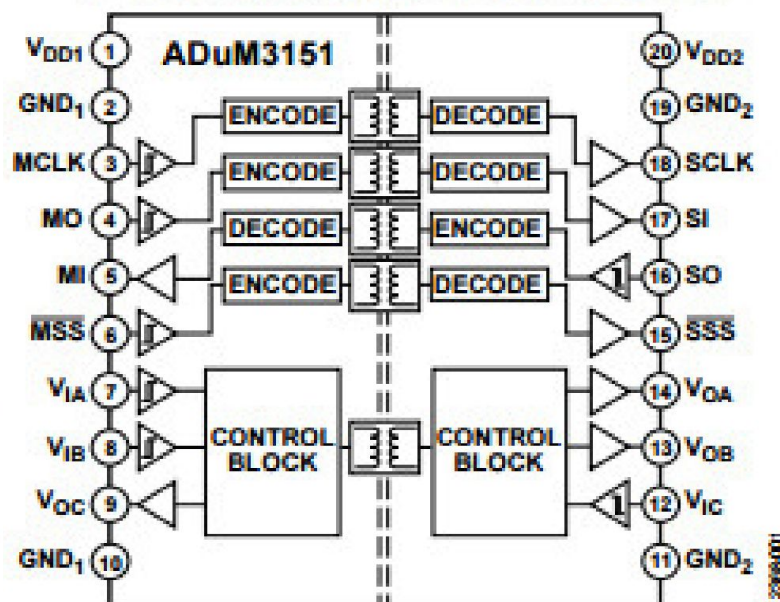 ADuM3151
VDD1 1
20 VDD2
GND1 2
19 GND2
ENCODE DECODE
MCLK 3
18 SCLK
ENCODE DECODE
MO 4
17 SI
DECODE ENCODE
MI 5
16 SO
ENCODE DECODE
MSS 6
15 SSS
VIA 7
14 VOA
CONTROL BLOCK
CONTROL BLOCK
VIB 8
13 VOB
VOC 9
12 VIC
GND1 10
11 GND2